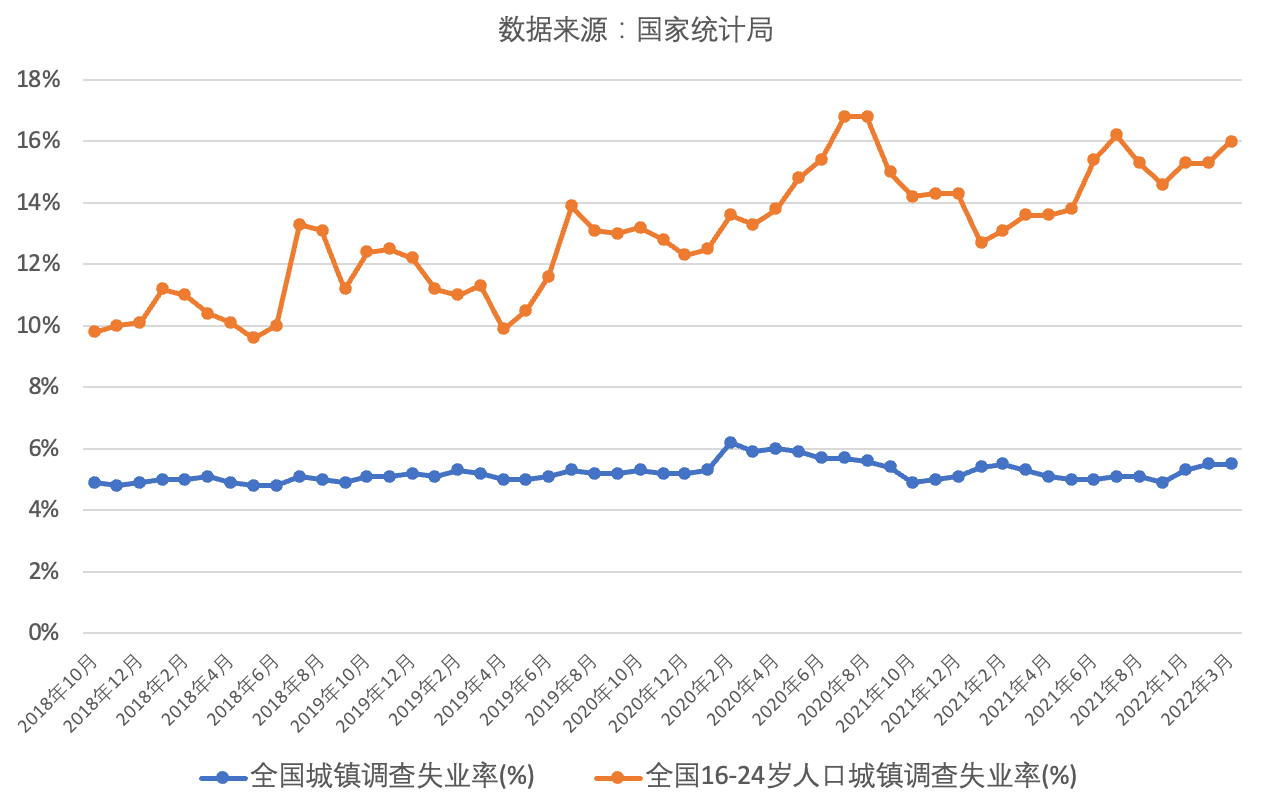 数据来源：国家统计局
18%
16%
14%
12%
10%
8%
6%
4%
2%
0%
2018年10月
2018年12月
2018年2月
2018年4月
2018年6月
2018年8月
2019年10月
2019年12月
2019年2月
2019年4月
2019年6月
2019年8月
2020年10月
2020年12月
2020年2月
2020年4月
2020年6月
2020年8月
2021年10月
2021年12月
2021年2月
2021年4月
2021年6月
2021年8月
2022年1月
2022年3月
全国城镇调查失业率(%)
全国16-24岁人口城镇调查失业率(%)